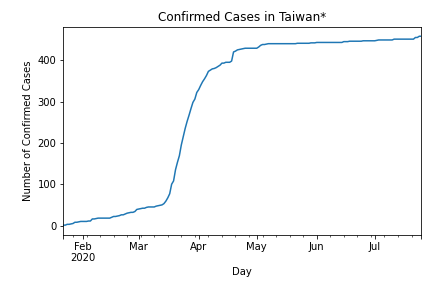 Confirmed Cases in Taiwan*
Number of Confirmed Cases
400
300
200
100
0
Feb
2020
Mar
Apr
May
Jun
Jul
Day